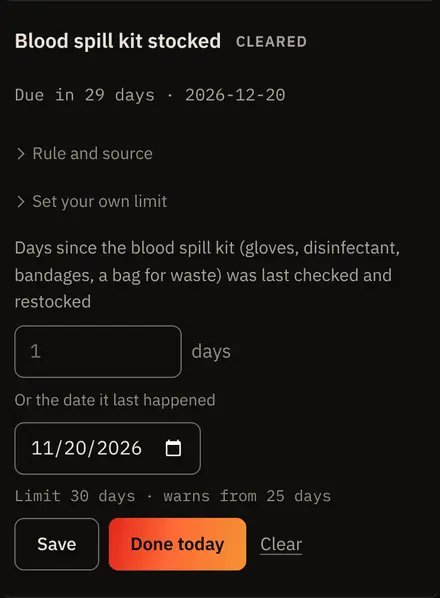 Blood spill kit stocked CLEARED
Due in 29 days · 2026-12-20
Rule and source
Set your own limit
Days since the blood spill kit (gloves, disinfectant,
bandages, a bag for waste) was last checked and
restocked
1 days
Or the date it last happened
11/20/2026
Limit 30 days · warns from 25 days
Save Done today Clear